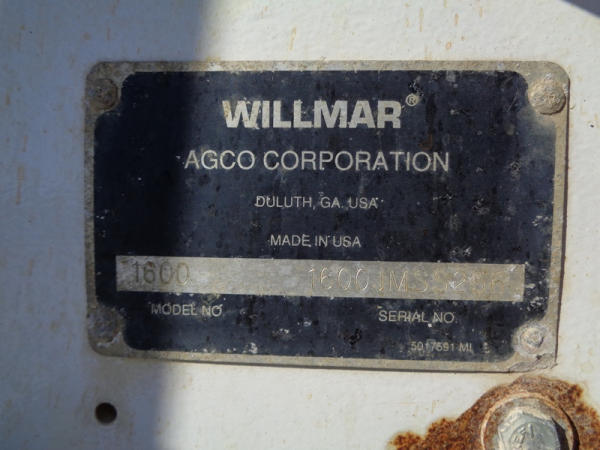 WILLMAR®
AGCO CORPORATION
DULUTH, GA. USA
MADE IN USA
1600
MODEL NO
SERIAL NO.
5017591 MI